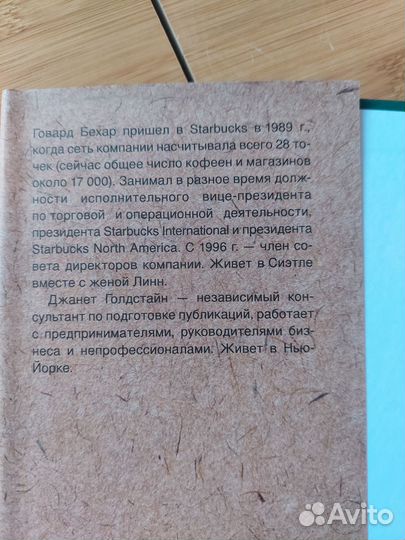 Говард Бехар пришел в Starbucks в 1989 г.,
когда сеть компании насчитывала всего 28 то-
чек (сейчас общее число кофеен и магазинов
около 17 000). Занимал в разное время долж-
ности исполнительного вице-президента
по торговой и операционной деятельности,
президента Starbucks International и президента
Starbucks North America. С 1996 г. — член со-
вета директоров компании. Живет в Сиэтле
вместе с женой Линн.
Джанет Голдстайн — независимый кон-
сультант по подготовке публикаций, работает
с предпринимателями, руководителями биз-
неса и непрофессионалами. Живет в Нью-
Йорке.
Avito